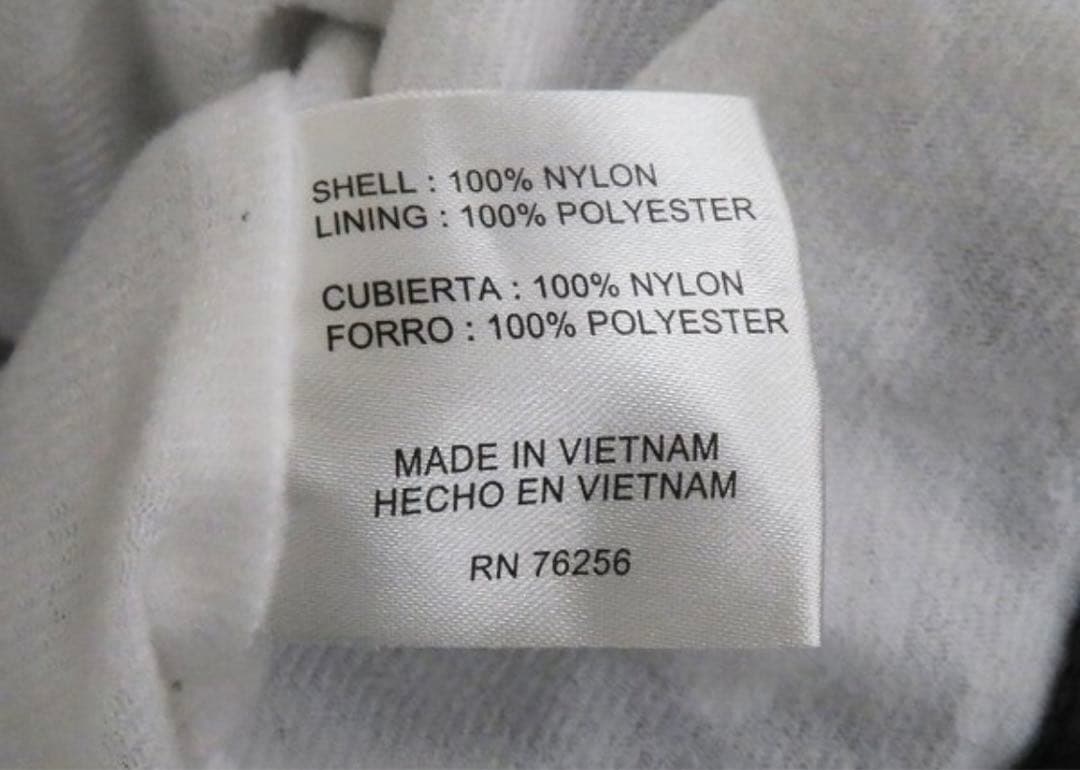 SHELL : 100% NYLON
LINING : 100% POLYESTER
CUBIERTA : 100% NYLON
FORRO : 100% POLYESTER
MADE IN VIETNAM
HECHO EN VIETNAM
RN 76256